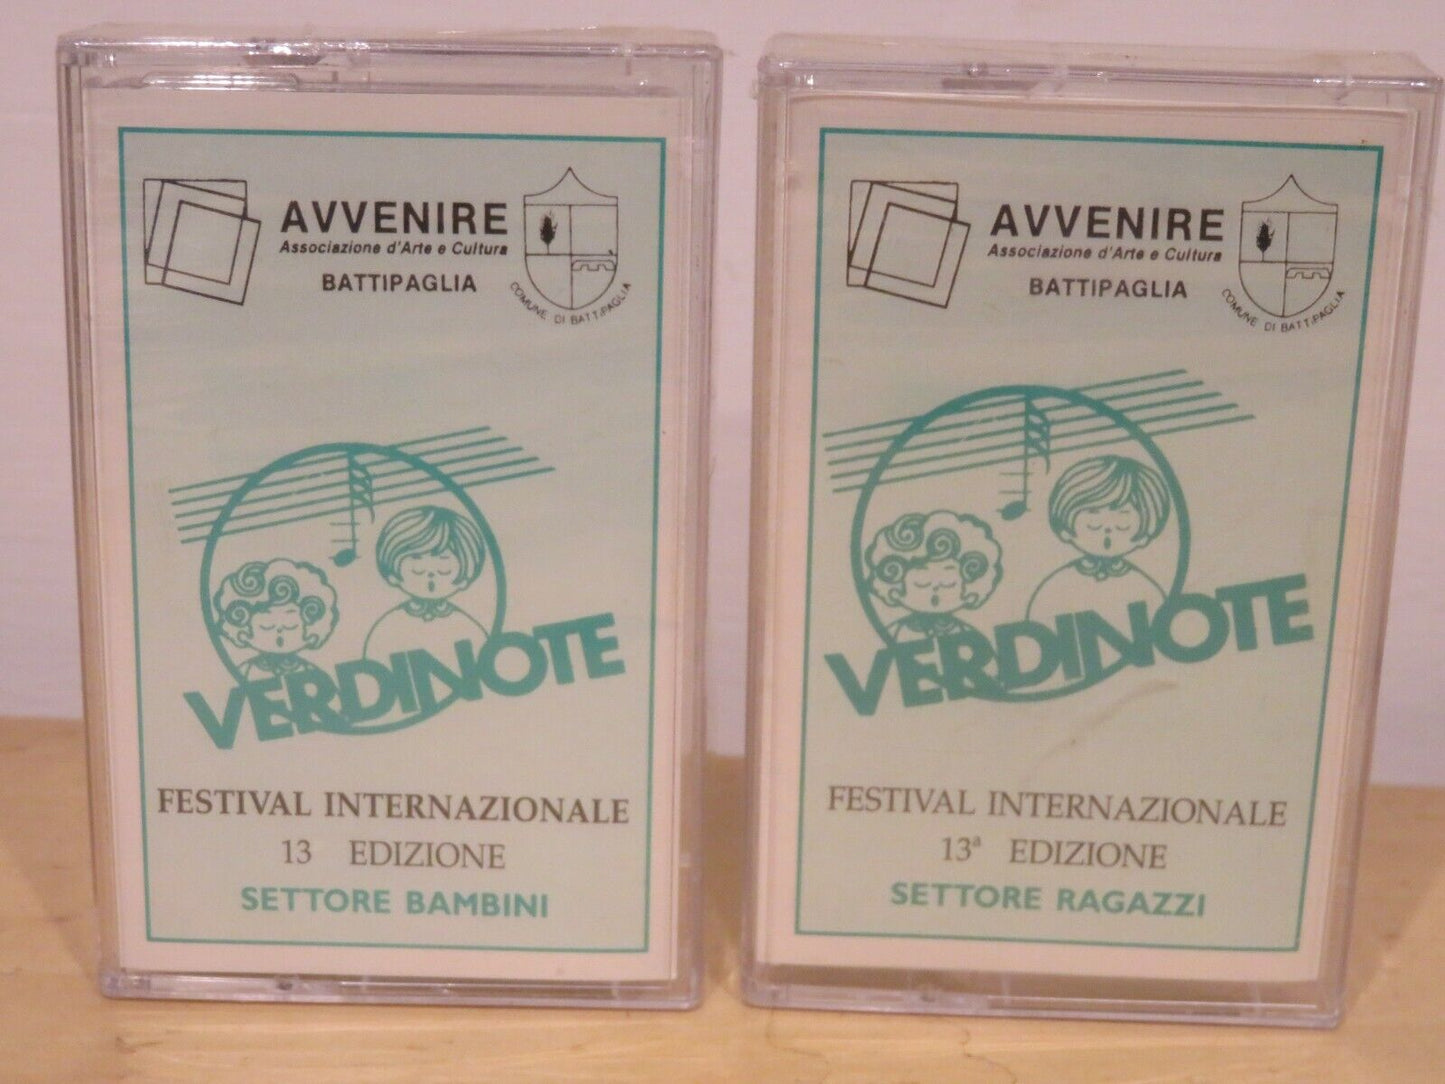 AVVENIRE
Associazione d'Arte e Cultura
BATTIPAGLIA
COMUNE DI BATTIPAGLIA
VERDINOTE
FESTIVAL INTERNAZIONALE
13 EDIZIONE
SETTORE BAMBINI
AVVENIRE
Associazione d'Arte e Cultura
BATTIPAGLIA
COMUNE DI BATTIPAGLIA
VERDINOTE
FESTIVAL INTERNAZIONALE
13ª EDIZIONE
SETTORE RAGAZZI